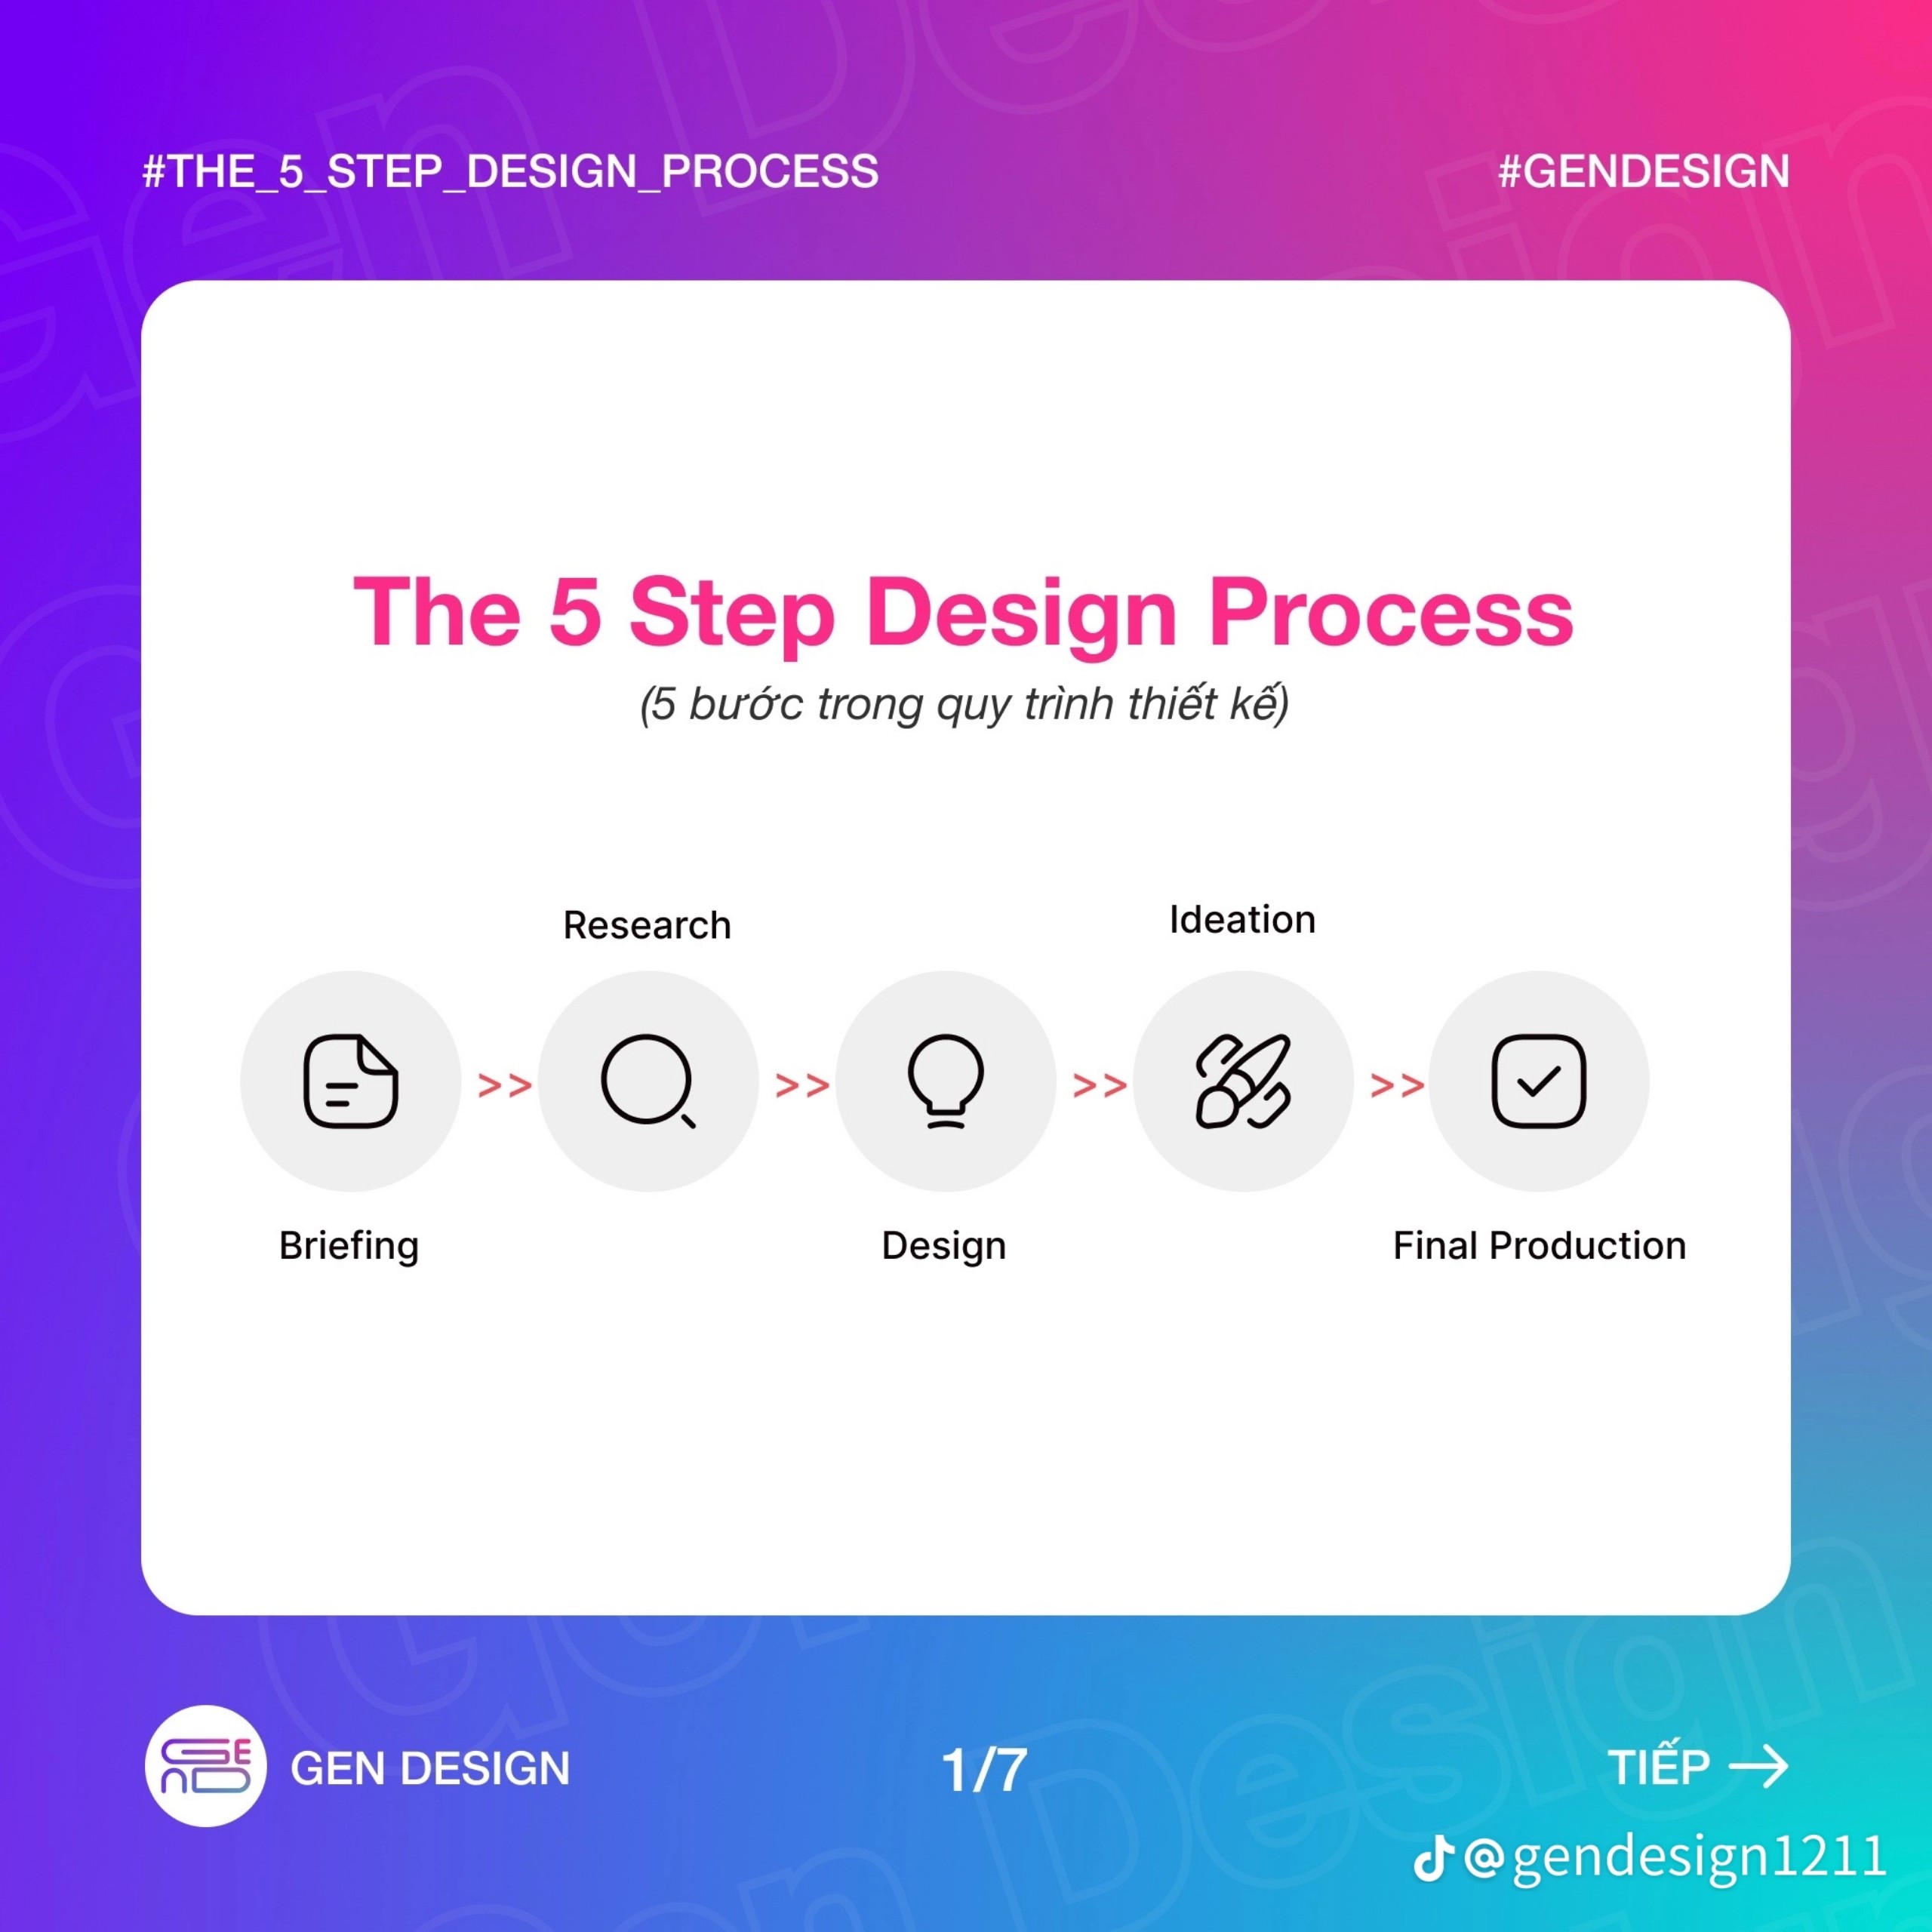 #THE_5_STEP_DESIGN_PROCESS
#GENDESIGN
The 5 Step Design Process
(5 bước trong quy trình thiết kế)
Research
Ideation
>>
>>
>>
>>
Briefing
Design
Final Production
GEN DESIGN
1/7
TIẾP →
@gendesign1211